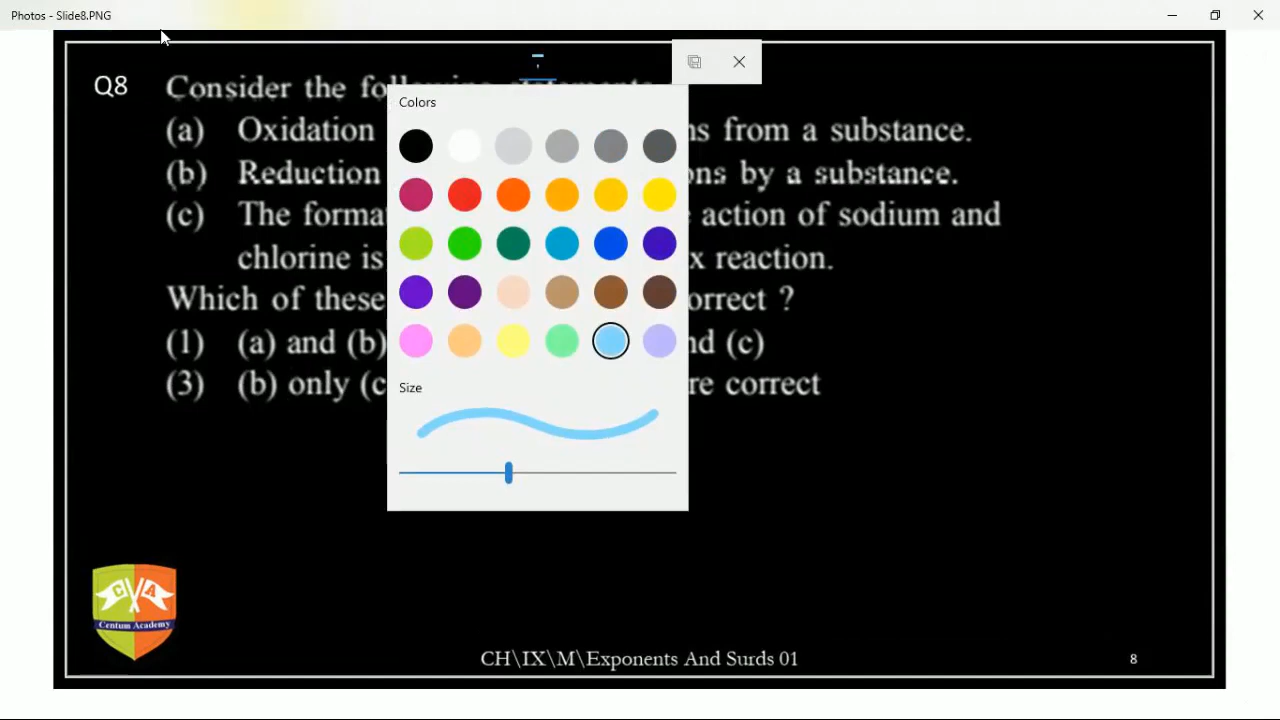 Photos - Slide8.PNG
Q8 Consider the following statements
(a) Oxidation ns from a substance.
(b) Reduction ons by a substance.
(c) The forma action of sodium and
chlorine is x reaction.
Which of these orrect ?
(1) (a) and (b) nd (c)
(3) (b) only (c re correct
Colors
Size
Centum Academy
CH\IX\M\Exponents And Surds 01
8